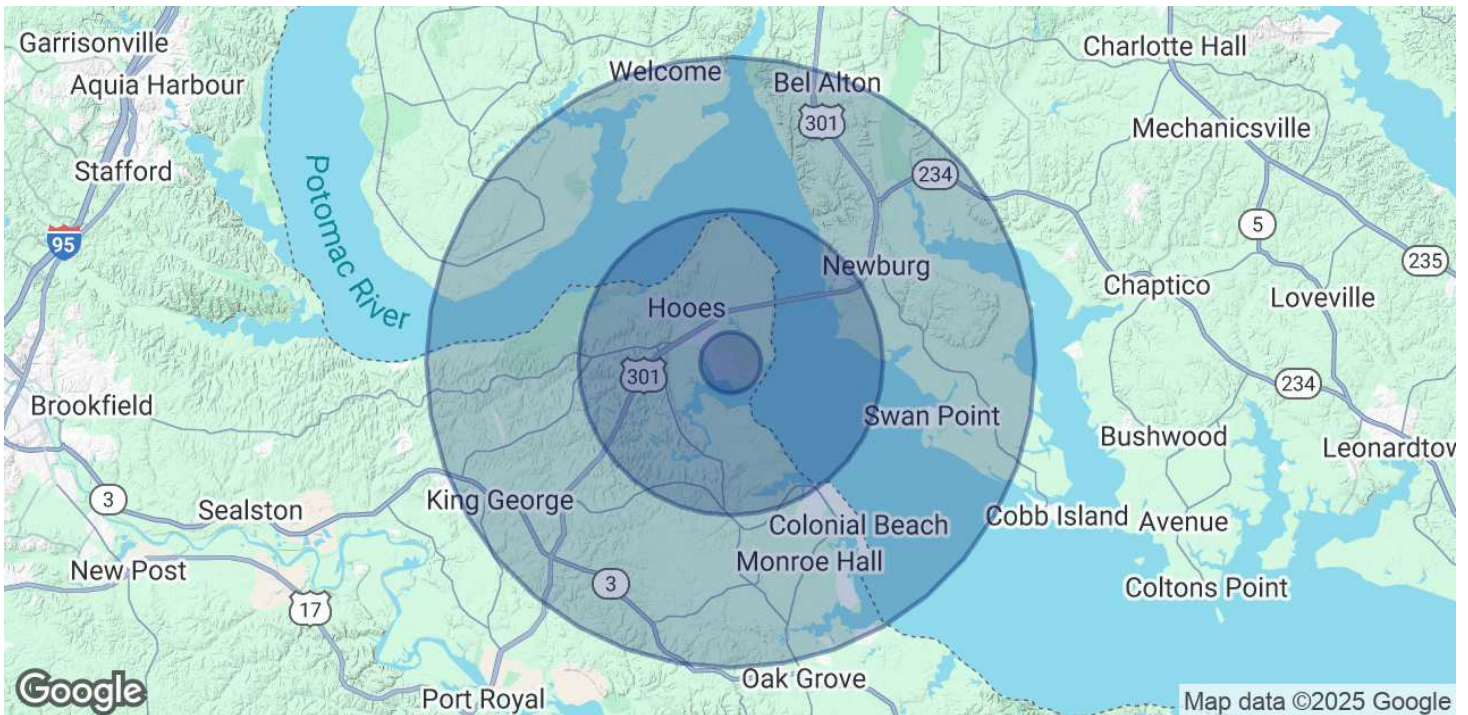 Garrisonville
Aquia Harbour
Stafford
95
Potomac River
Welcome
Bel Alton
301
234
Charlotte Hall
Mechanicsville
5
235
Newburg
Chaptico
Loveville
Hooes
301
234
Brookfield
Swan Point
Bushwood
Leonardtow
3
Sealston
King George
Colonial Beach
Cobb Island
Avenue
New Post
Monroe Hall
17
3
Coltons Point
Oak Grove
Port Royal
Google
Map data ©2025 Google